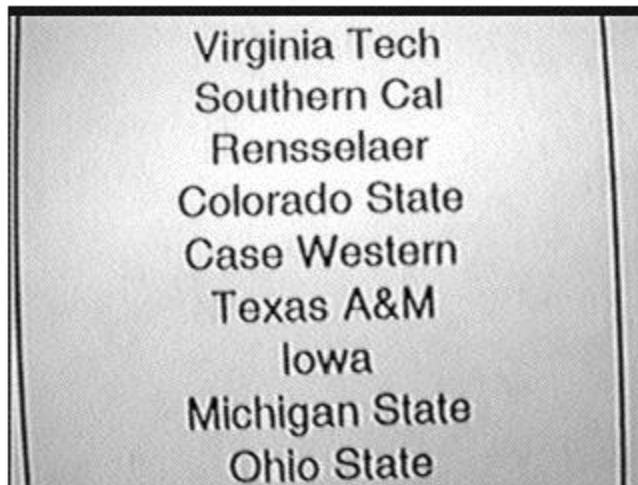 Virginia Tech
Southern Cal
Rensselaer
Colorado State
Case Western
Texas A&M
Iowa
Michigan State
Ohio State